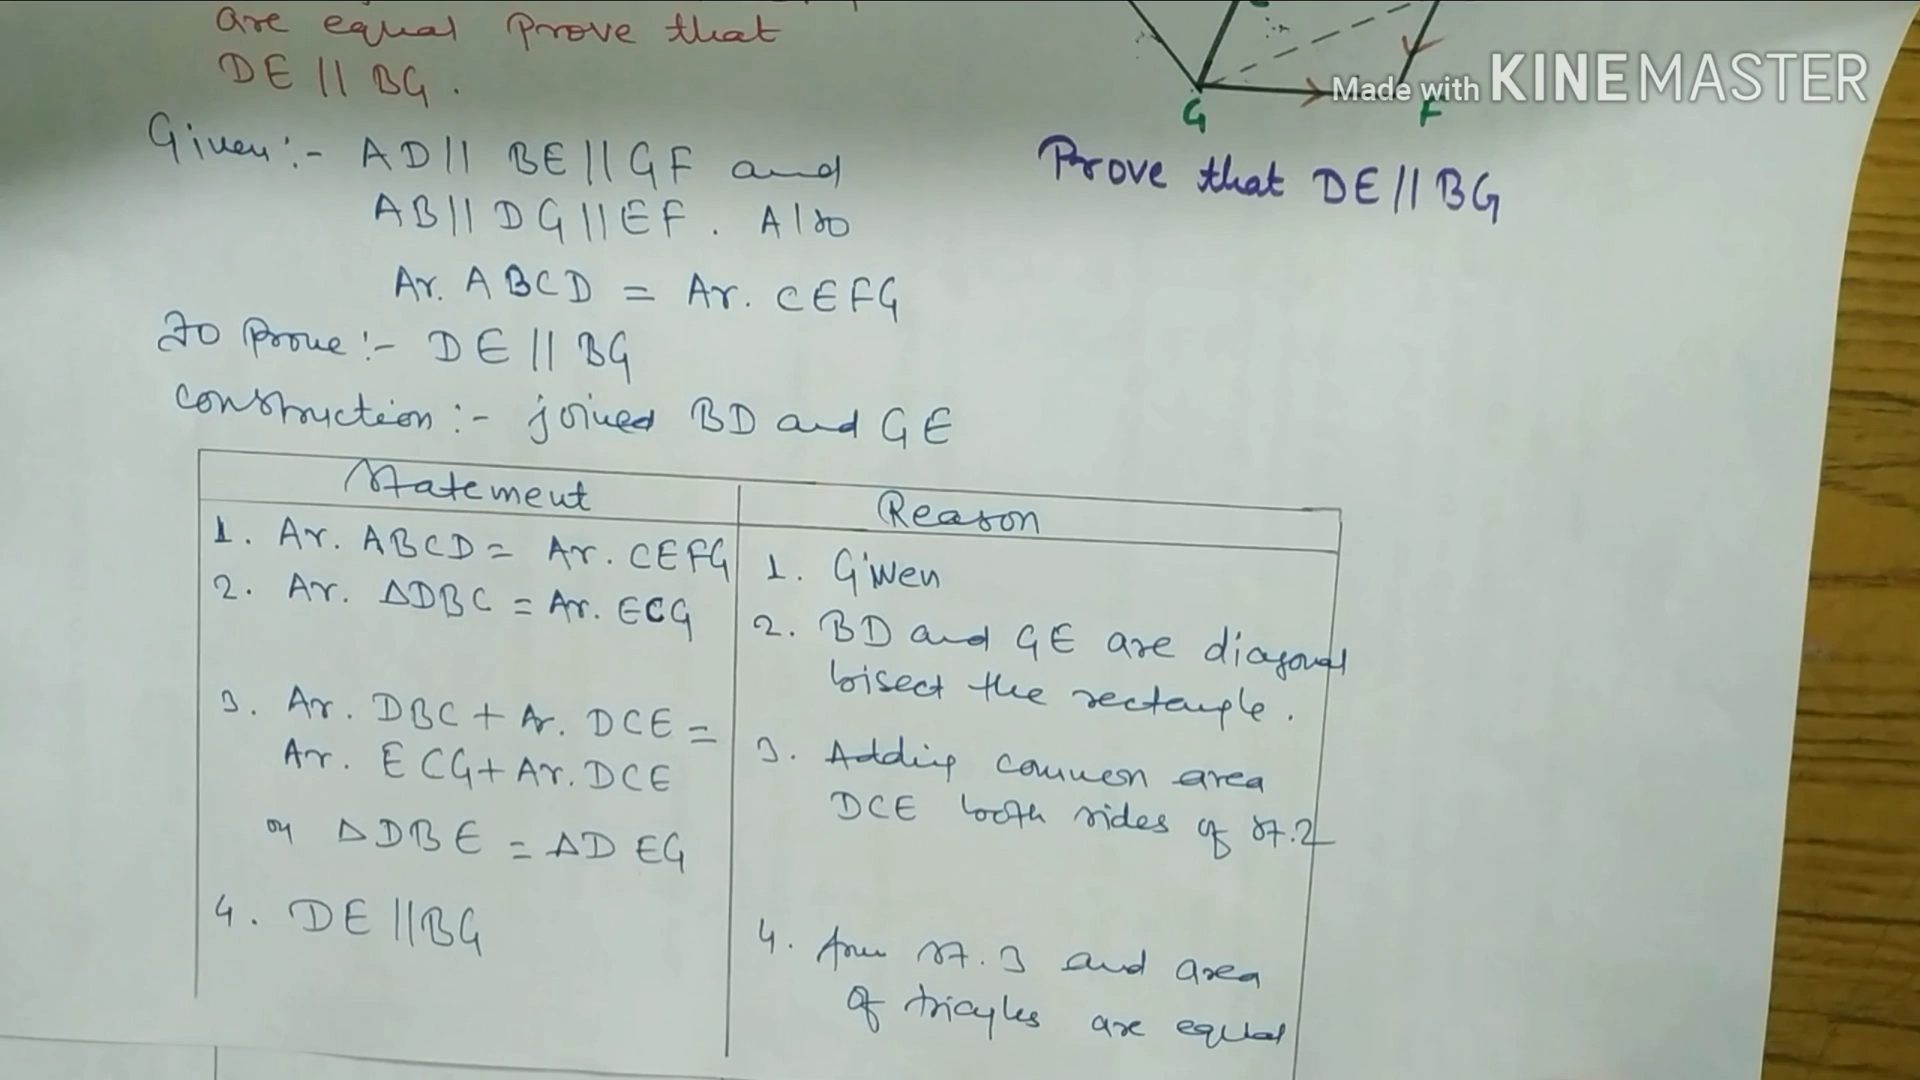 are equal prove that
DE || BG.
Given :- AD || BE || GF and
AB || DG || EF. Also
Ar. ABCD = Ar. CEFG
To prove :- DE || BG
construction :- joined BD and GE
Made with KINEMASTER
G F
Prove that DE || BG
Statement
Reason
1. Ar. ABCD = Ar. CEFG
1. Given
2. Ar. ΔDBC = Ar. ECG
2. BD and GE are diagonal
bisect the rectangle.
3. Ar. DBC + Ar. DCE =
Ar. ECG + Ar. DCE
or ΔDBE = ΔDEG
3. Adding common area
DCE both sides of st. 2
4. DE || BG
4. from st. 3 and area
of triangles are equal